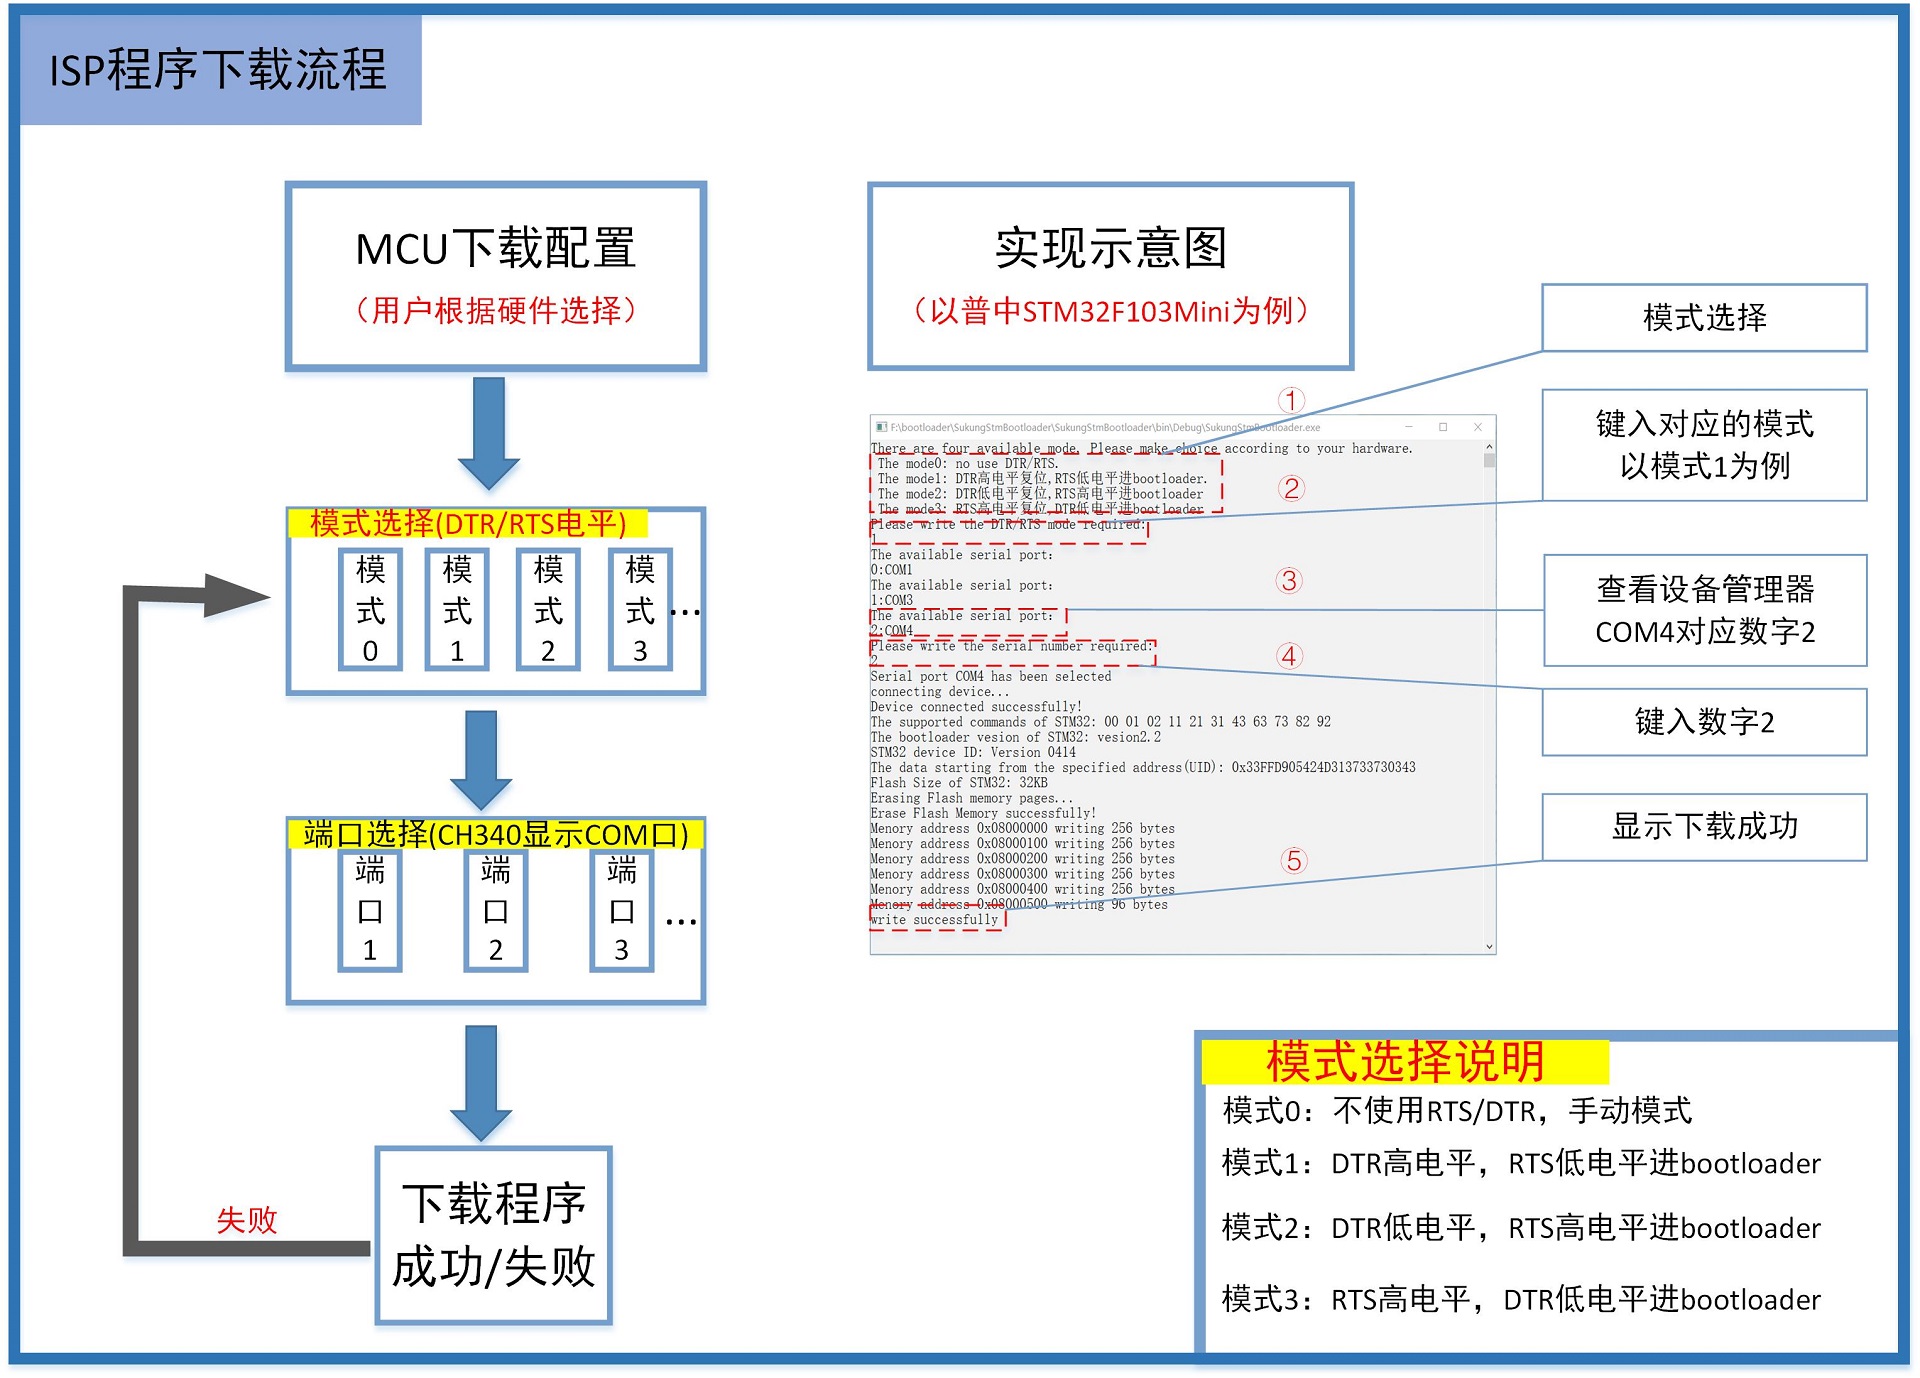 ISP程序下载流程
MCU下载配置
（用户根据硬件选择）
模式选择(DTR/RTS电平)
模式0
模式1
模式2
模式3
...
端口选择(CH340显示COM口)
端口1
端口2
端口3
...
下载程序
成功/失败
失败
实现示意图
（以普中STM32F103Mini为例）
F:\bootloader\SukungStmBootloader\SukungStmBootloader\bin\Debug\SukungStmBootloader.exe
There are four available mode, Please make choice according to your hardware.
The mode0: no use DTR/RTS.
The mode1: DTR高电平复位,RTS低电平进bootloader.
The mode2: DTR低电平复位,RTS高电平进bootloader
The mode3: RTS高电平复位,DTR低电平进bootloader
Please write the DTR/RTS mode required:
1
The available serial port:
0:COM1
The available serial port:
1:COM3
The available serial port:
2:COM4
Please write the serial number required:
2
Serial port COM4 has been selected
connecting device...
Device connected successfully!
The supported commands of STM32: 00 01 02 11 21 31 43 63 73 82 92
The bootloader vesion of STM32: vesion2.2
STM32 device ID: Version 0414
The data starting from the specified address(UID): 0x33FFD905424D313733730343
Flash Size of STM32: 32KB
Erasing Flash memory pages...
Erase Flash Memory successfully!
Menory address 0x08000000 writing 256 bytes
Menory address 0x08000100 writing 256 bytes
Menory address 0x08000200 writing 256 bytes
Menory address 0x08000300 writing 256 bytes
Menory address 0x08000400 writing 256 bytes
Menory address 0x08000500 writing 96 bytes
write successfully
①
②
③
④
⑤
模式选择
键入对应的模式
以模式1为例
查看设备管理器
COM4对应数字2
键入数字2
显示下载成功
模式选择说明
模式0：不使用RTS/DTR，手动模式
模式1：DTR高电平，RTS低电平进bootloader
模式2：DTR低电平，RTS高电平进bootloader
模式3：RTS高电平，DTR低电平进bootloader